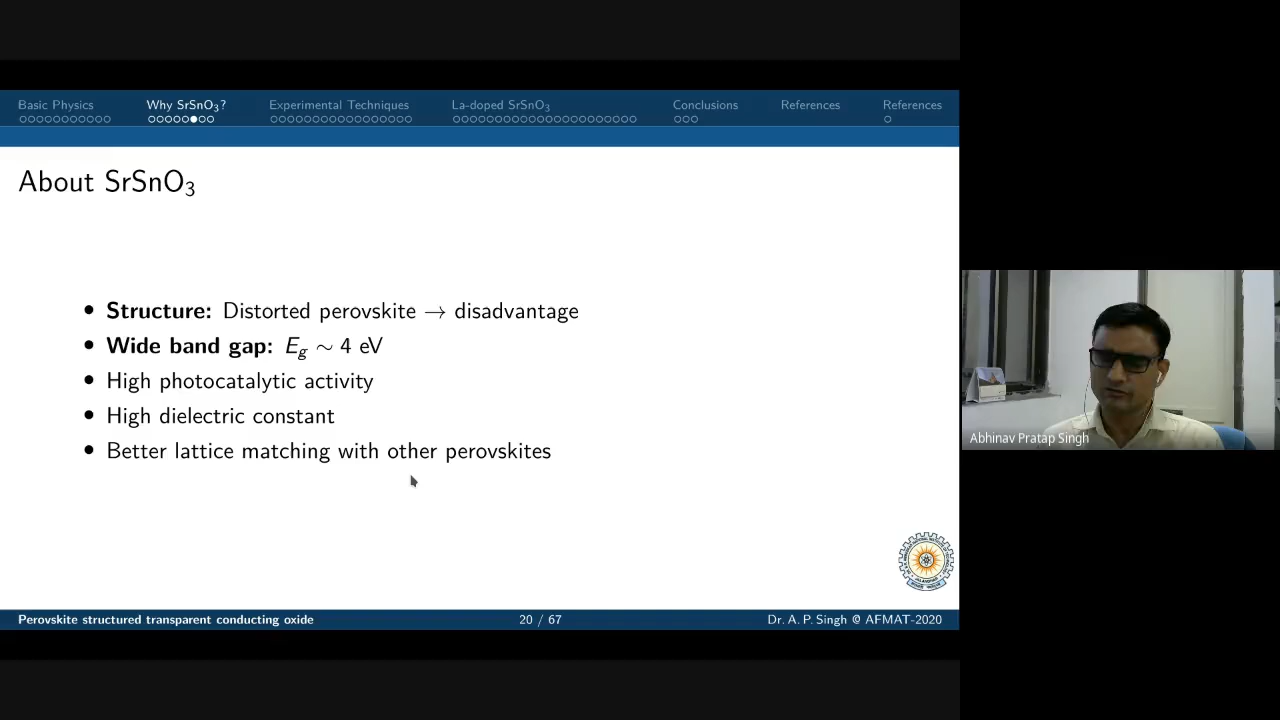 Basic Physics Why SrSnO₃? Experimental Techniques La-doped SrSnO₃ Conclusions References References
About SrSnO₃
• Structure: Distorted perovskite → disadvantage
• Wide band gap: E_g ∼ 4 eV
• High photocatalytic activity
• High dielectric constant
• Better lattice matching with other perovskites
Abhinav Pratap Singh
Perovskite structured transparent conducting oxide 20 / 67 Dr. A. P. Singh @ AFMAT-2020